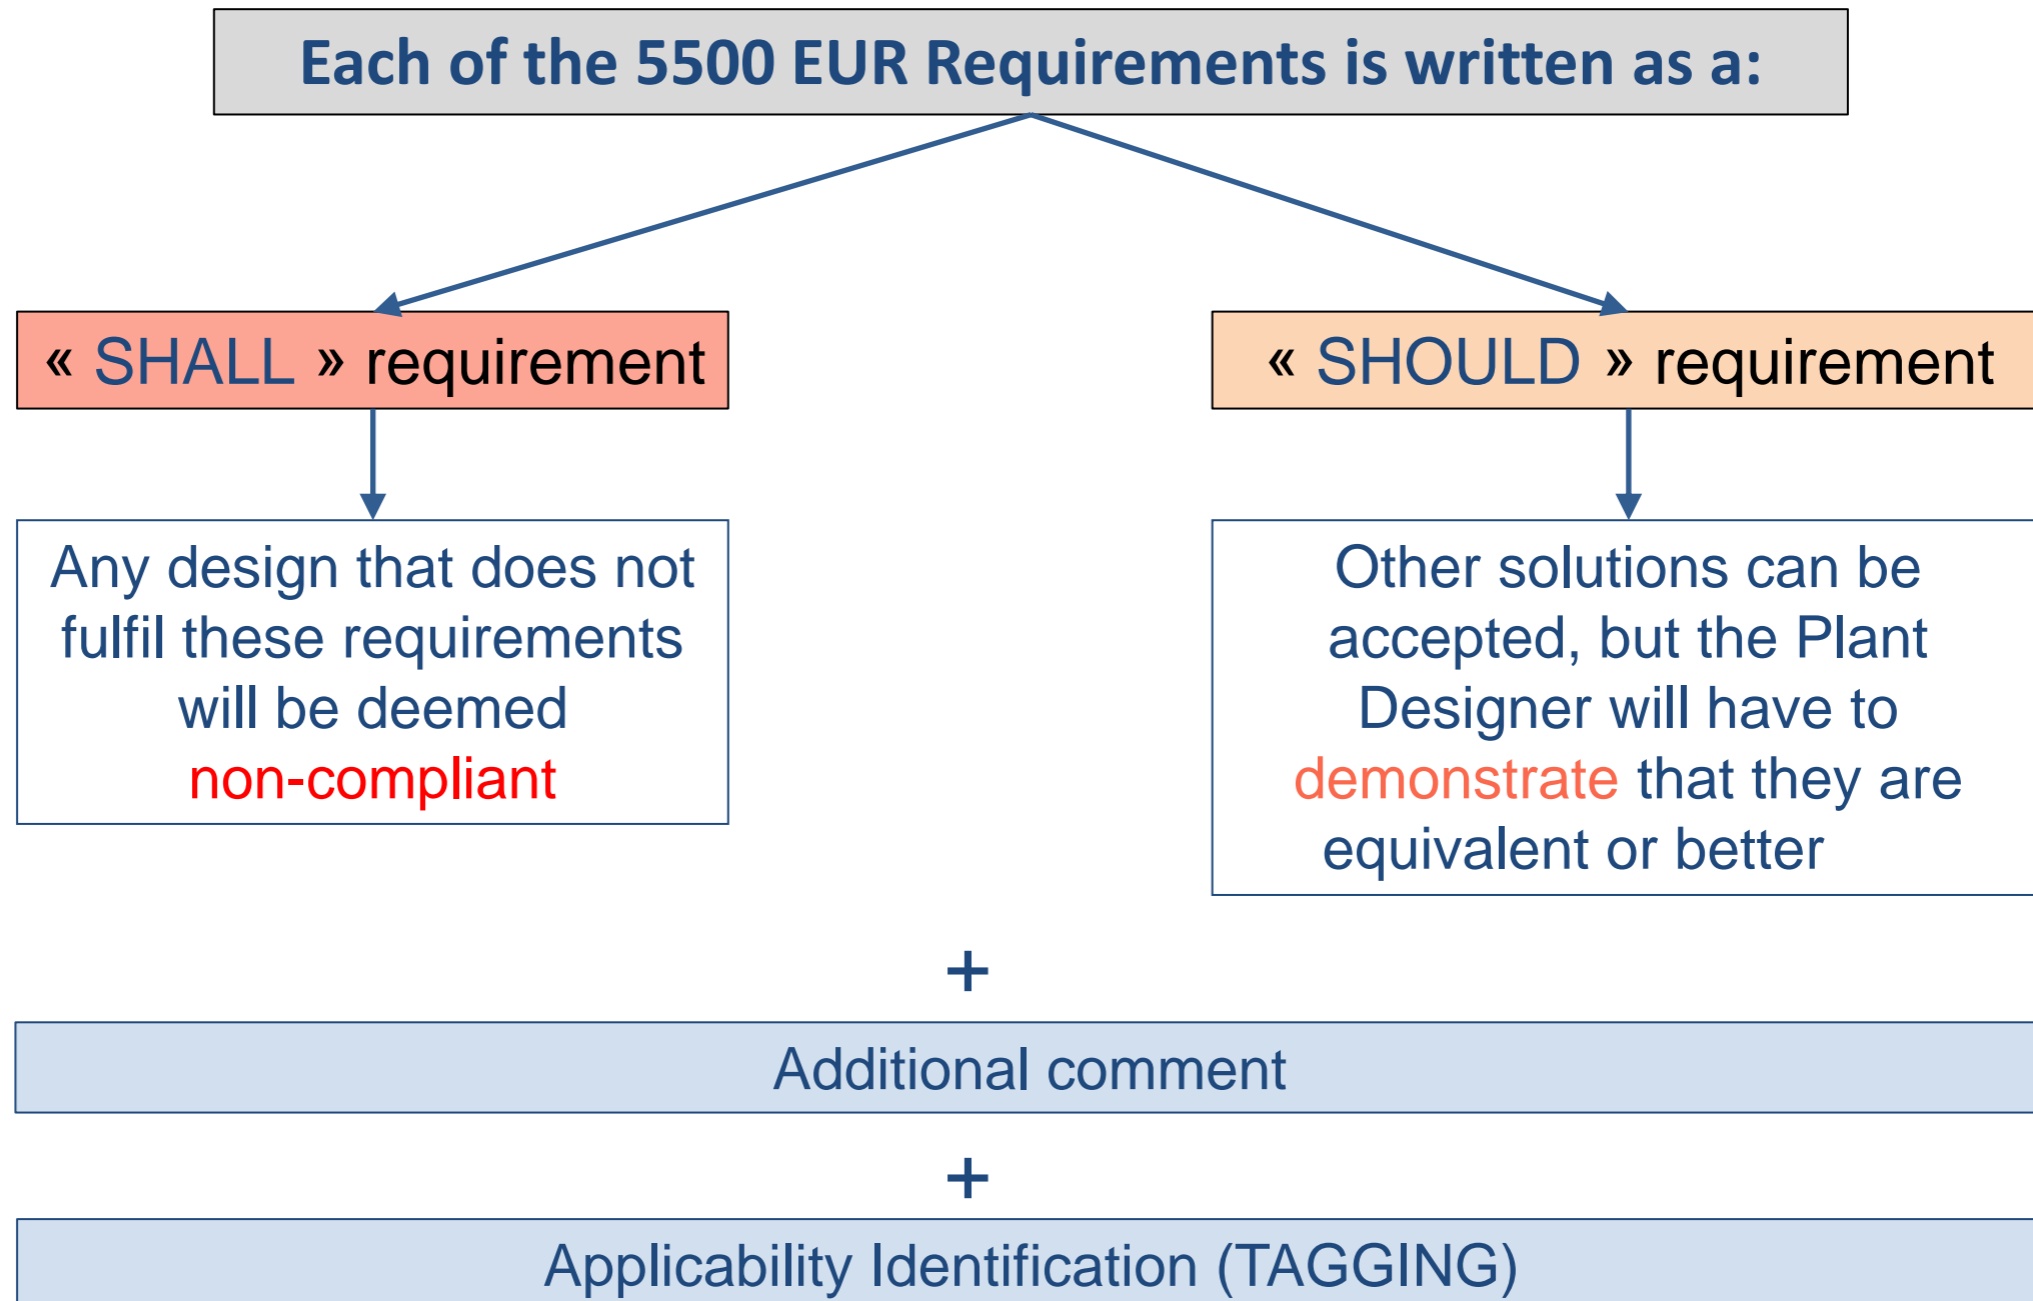 Each of the 5500 EUR Requirements is written as a:
« SHALL » requirement
« SHOULD » requirement
Any design that does not
fulfil these requirements
will be deemed
non-compliant
Other solutions can be
accepted, but the Plant
Designer will have to
demonstrate that they are
equivalent or better
+
Additional comment
+
Applicability Identification (TAGGING)